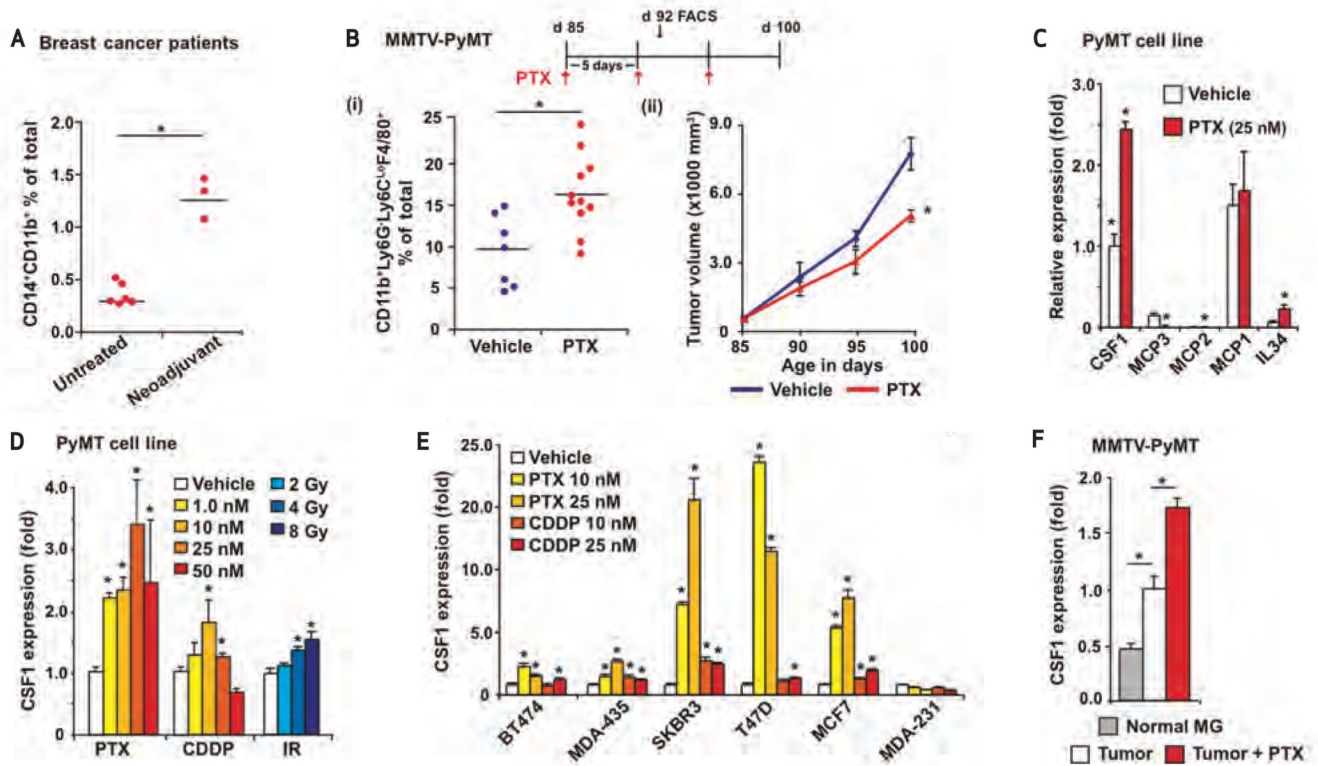 A Breast cancer patients
CD14⁺CD11b⁺ % of total
2.0
1.5
1.0
0.5
0.0
*
Untreated
Neoadjuvant
B MMTV-PyMT
d 85
d 92 FACS
d 100
5 days
PTX
(i)
CD11b⁺Ly6G⁻Ly6CᴸᵒF4/80⁺
% of total
25
20
15
10
5
0
*
Vehicle
PTX
(ii)
Tumor volume (x1000 mm³)
9.0
6.0
3.0
0.0
*
85 90 95 100
Age in days
Vehicle PTX
C PyMT cell line
Relative expression (fold)
3.0
2.0
1.0
0.0
Vehicle
PTX (25 nM)
* * * * *
CSF1
MCP3
MCP2
MCP1
IL34
D PyMT cell line
CSF1 expression (fold)
4.0
3.0
2.0
1.0
0
Vehicle
1.0 nM
10 nM
25 nM
50 nM
2 Gy
4 Gy
8 Gy
* * * *
* *
* *
PTX CDDP IR
E
CSF1 expression (fold)
25.0
20.0
15.0
10.0
5.0
0.0
Vehicle
PTX 10 nM
PTX 25 nM
CDDP 10 nM
CDDP 25 nM
* * *
* * * *
* * * *
* * *
* * * *
BT474
MDA-435
SKBR3
T47D
MCF7
MDA-231
F MMTV-PyMT
CSF1 expression (fold)
2.0
1.5
1.0
0.5
0.0
*
*
Normal MG
Tumor Tumor + PTX